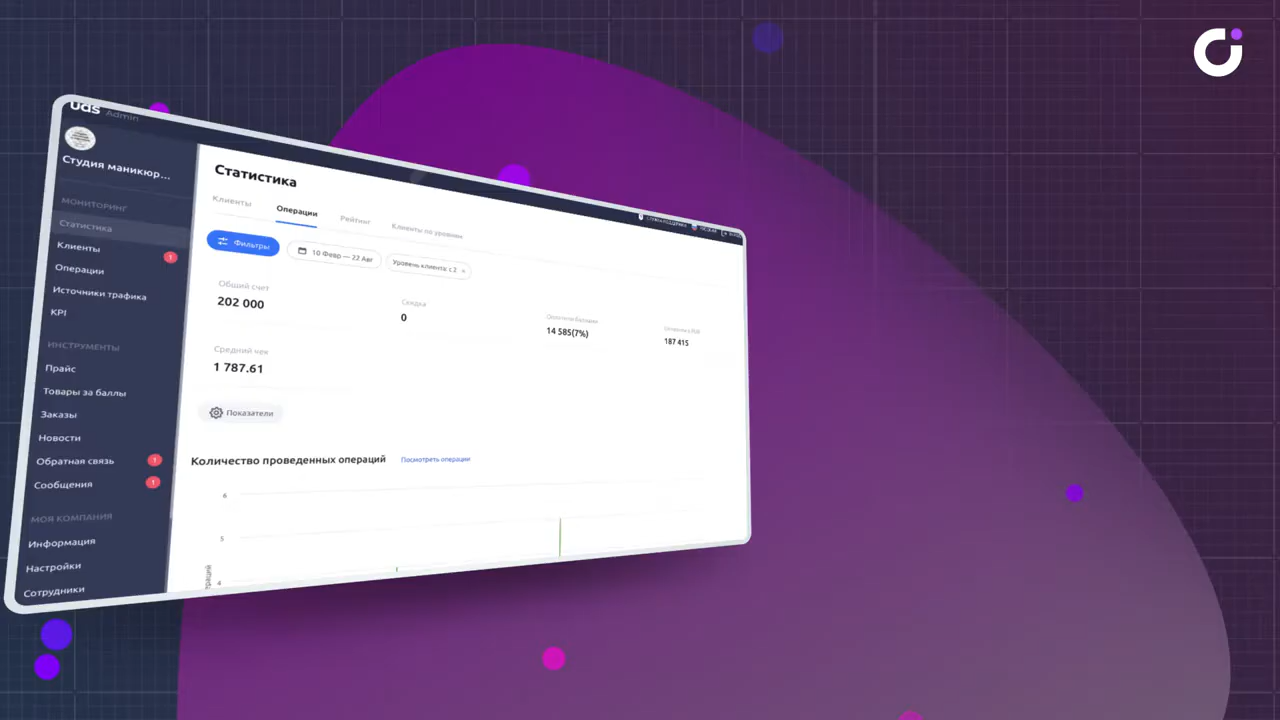 uds Admin
Студия маникюр...
МОНИТОРИНГ
Статистика
Клиенты 1
Операции
Источники трафика
KPI
ИНСТРУМЕНТЫ
Прайс
Товары за баллы
Заказы
Новости
Обратная связь 1
Сообщения 1
МОЯ КОМПАНИЯ
Информация
Настройки
Сотрудники
Статистика
Клиенты Операции Рейтинг Клиенты по уровням
Фильтры 10 Февр — 22 Авг Уровень клиента: с 2 ×
Общий счет
202 000
Скидка
0
Оплатили баллами
14 585(7%)
187 415
Средний чек
1 787.61
Показатели
Количество проведенных операций Посмотреть операции
6
5
4